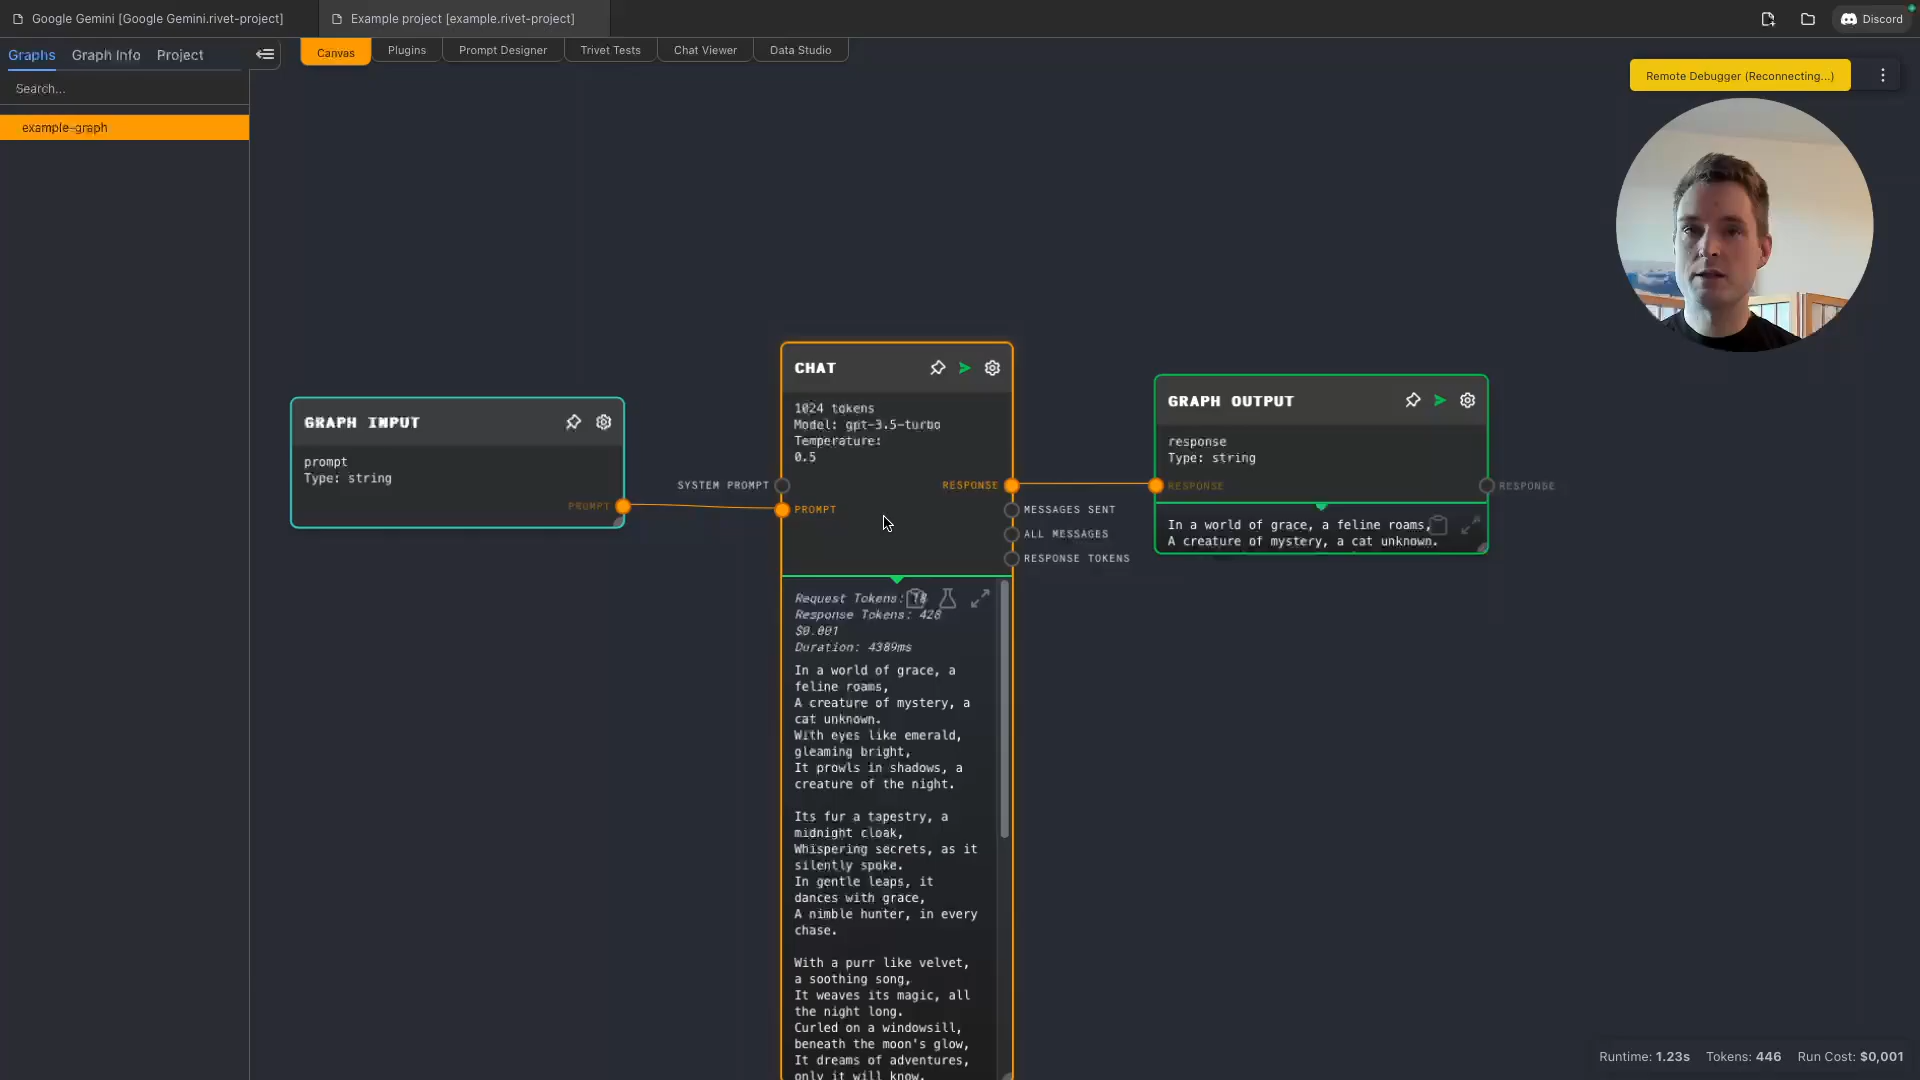 Google Gemini [Google Gemini.rivet-project]
Example project [example.rivet-project]
Discord
Graphs
Graph Info
Project
Canvas
Plugins
Prompt Designer
Trivet Tests
Chat Viewer
Data Studio
Remote Debugger (Reconnecting...)
Search...
example-graph
GRAPH INPUT
prompt
Type: string
PROMPT
CHAT
1024 tokens
Model: gpt-3.5-turbo
Temperature:
0.5
SYSTEM PROMPT
PROMPT
RESPONSE
MESSAGES SENT
ALL MESSAGES
RESPONSE TOKENS
Request Tokens: 18
Response Tokens: 428
$0.001
Duration: 4389ms
In a world of grace, a
feline roams,
A creature of mystery, a
cat unknown.
With eyes like emerald,
gleaming bright,
It prowls in shadows, a
creature of the night.
Its fur a tapestry, a
midnight cloak,
Whispering secrets, as it
silently spoke.
In gentle leaps, it
dances with grace,
A nimble hunter, in every
chase.
With a purr like velvet,
a soothing song,
It weaves its magic, all
the night long.
Curled on a windowsill,
beneath the moon's glow,
It dreams of adventures,
only it will know.
GRAPH OUTPUT
response
Type: string
RESPONSE
RESPONSE
In a world of grace, a feline roams,
A creature of mystery, a cat unknown.
Runtime: 1.23s
Tokens: 446
Run Cost: $0,001